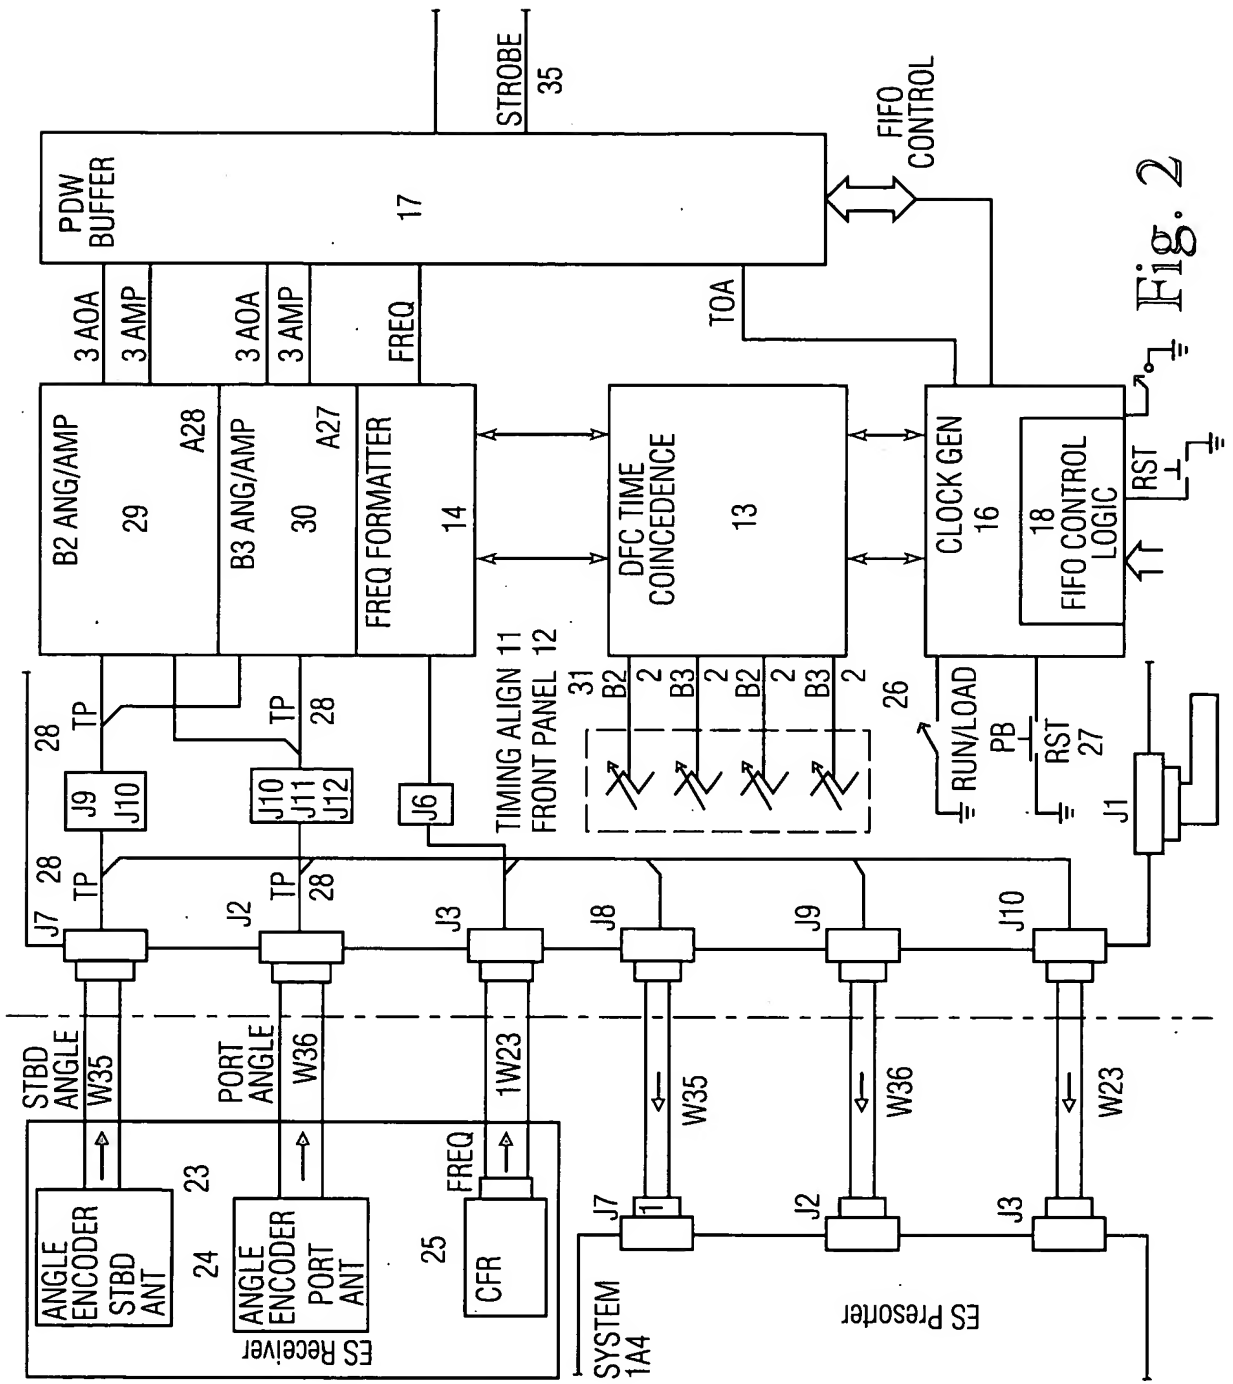 ANGLE
ENCODER
STBD
ANT
23
24
ANGLE
ENCODER
PORT
ANT
25
CFR
FREQ
ES Receiver
STBD
ANGLE
W35
PORT
ANGLE
W36
1W23
SYSTEM
1A4
ES Presorter
J7
1
J2
J3
W35
W36
W23
J7
J2
J3
J8
J9
J10
J1
28
TP
TP
28
J9
J10
J10
J11
J12
J6
28
TP
TP
28
TIMING ALIGN 11
FRONT PANEL 12
31
B2
2
B3
2
B2
2
B3
2
26
RUN/LOAD
PB
RST
27
B2 ANG/AMP
29
A28
B3 ANG/AMP
30
A27
FREQ FORMATTER
14
DFC TIME
COINCEDENCE
13
CLOCK GEN
16
18
FIFO CONTROL
LOGIC
RST
3 AOA
3 AMP
3 AOA
3 AMP
FREQ
TOA
PDW
BUFFER
17
STROBE
35
FIFO
CONTROL
Fig. 2